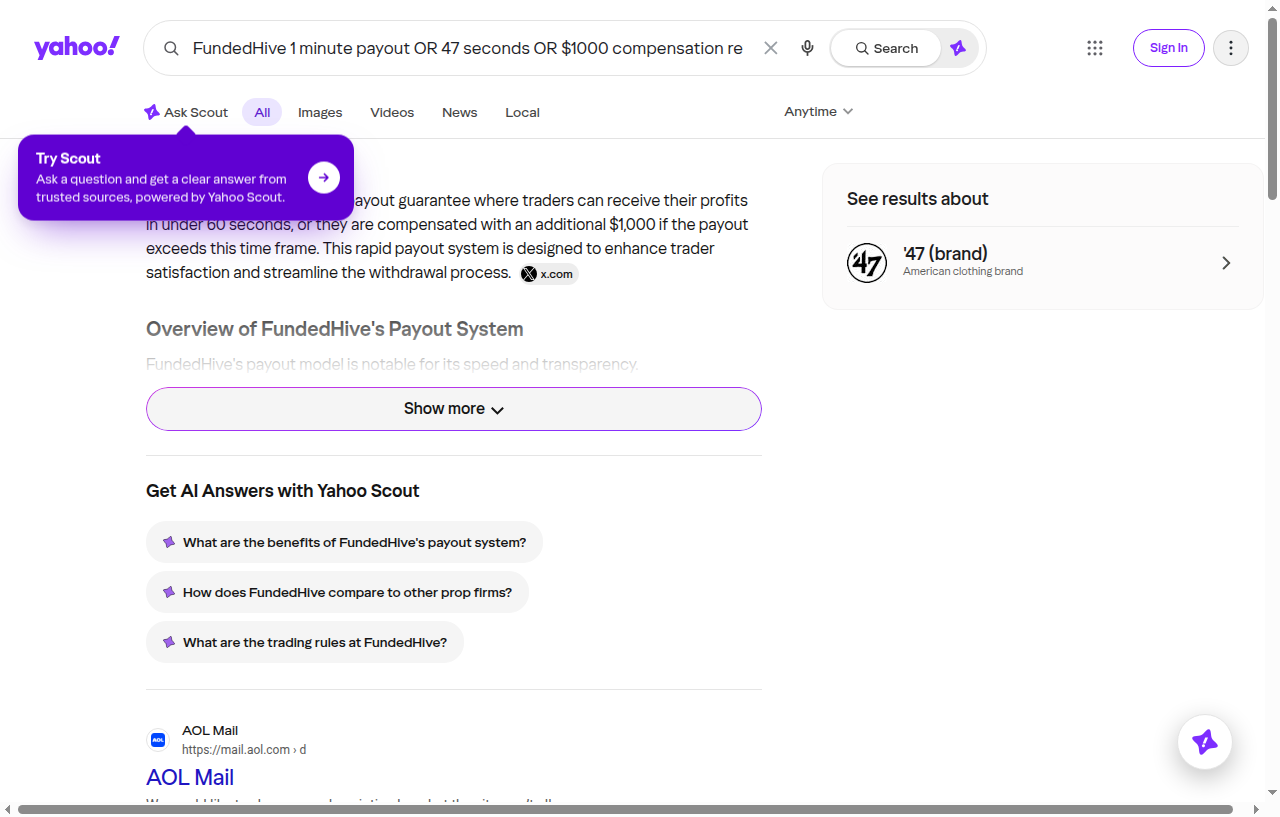 yahoo!
FundedHive 1 minute payout OR 47 seconds OR $1000 compensation re
Search
Sign In
Ask Scout
All
Images
Videos
News
Local
Anytime
Try Scout
Ask a question and get a clear answer from
trusted sources, powered by Yahoo Scout.
payout guarantee where traders can receive their profits
in under 60 seconds, or they are compensated with an additional $1,000 if the payout
exceeds this time frame. This rapid payout system is designed to enhance trader
satisfaction and streamline the withdrawal process. x.com
See results about
'47
'47 (brand)
American clothing brand
Overview of FundedHive's Payout System
FundedHive's payout model is notable for its speed and transparency.
Show more
Get AI Answers with Yahoo Scout
What are the benefits of FundedHive's payout system?
How does FundedHive compare to other prop firms?
What are the trading rules at FundedHive?
AOL Mail
AOL
https://mail.aol.com › d
AOL Mail